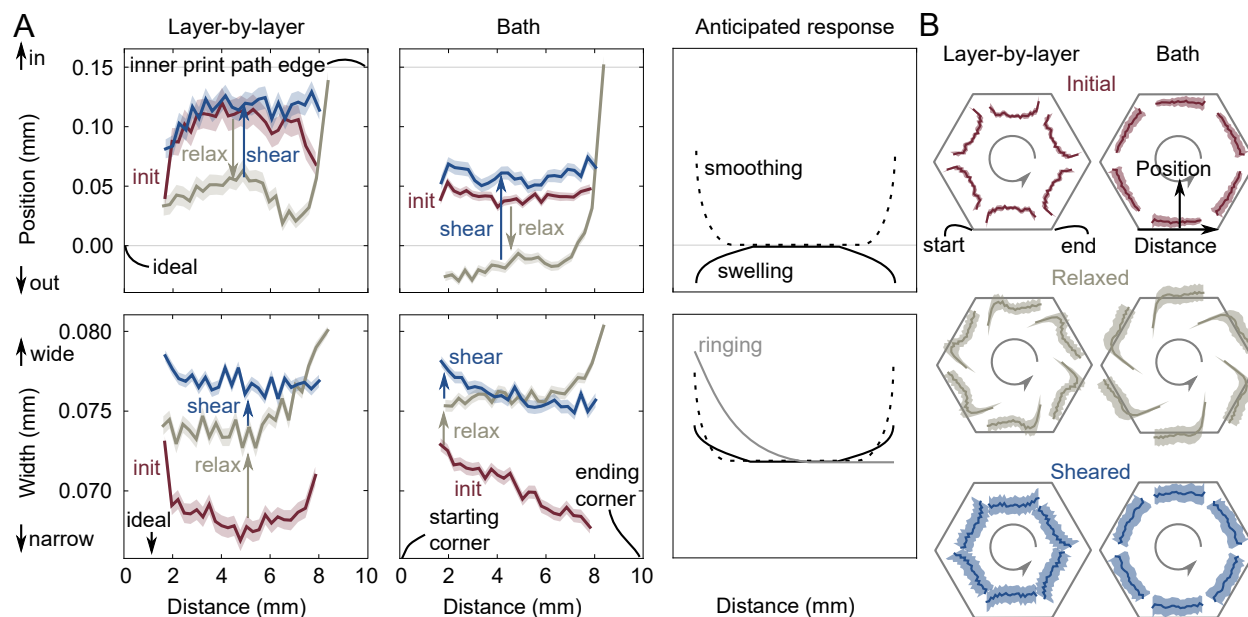 A
Layer-by-layer
Bath
Anticipated response
B
Layer-by-layer
Bath
in
0.15
0.10
0.05
0.00
out
Position (mm)
inner print path edge
relax
shear
init
ideal
init
shear
relax
smoothing
swelling
Initial
Position
start
end
Distance
Relaxed
wide
0.080
0.075
0.070
narrow
Width (mm)
init
shear
relax
ideal
shear
relax
init
starting
corner
ending
corner
ringing
Sheared
0
2
4
6
8
10
0
2
4
6
8
10
Distance (mm)
Distance (mm)
Distance (mm)